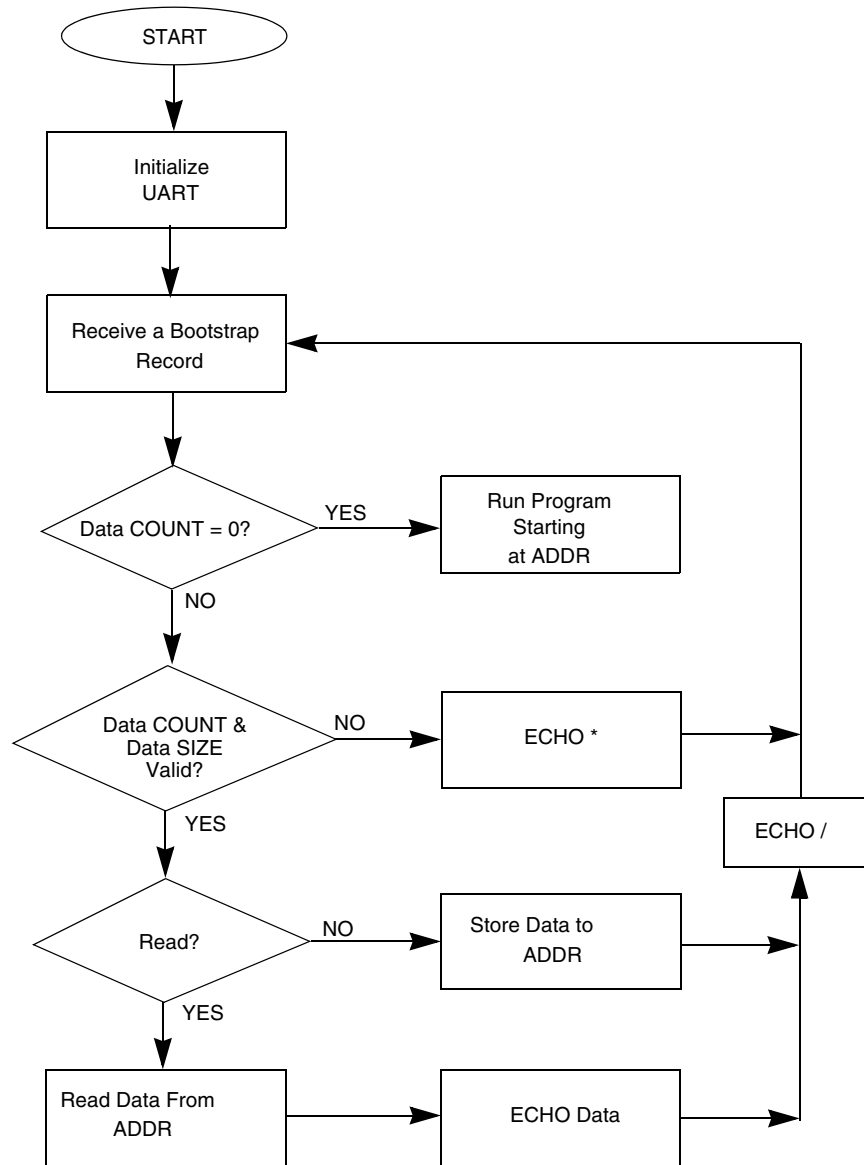 START
Initialize
UART
Receive a Bootstrap
Record
Data COUNT = 0?
YES
Run Program
Starting
at ADDR
NO
Data COUNT &
Data SIZE
Valid?
NO
ECHO *
YES
ECHO /
Read?
NO
Store Data to
ADDR
YES
Read Data From
ADDR
ECHO Data